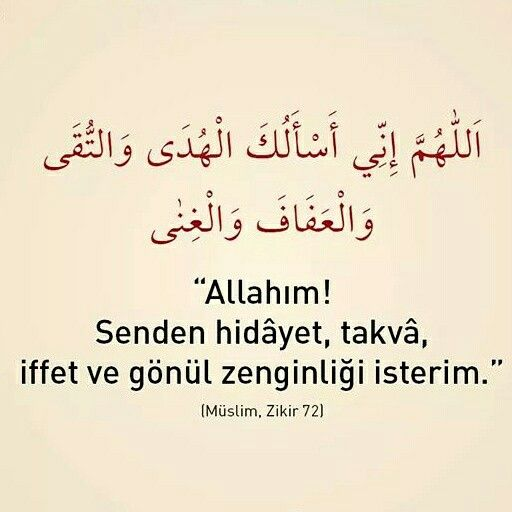 اَللّٰهُمَّ إِنِّي أَسْأَلُكَ الْهُدَى وَالتُّقَى
وَالْعَفَافَ وَالْغِنٰى
“Allahım!
Senden hidâyet, takvâ,
iffet ve gönül zenginliği isterim.”
(Müslim, Zikir 72)